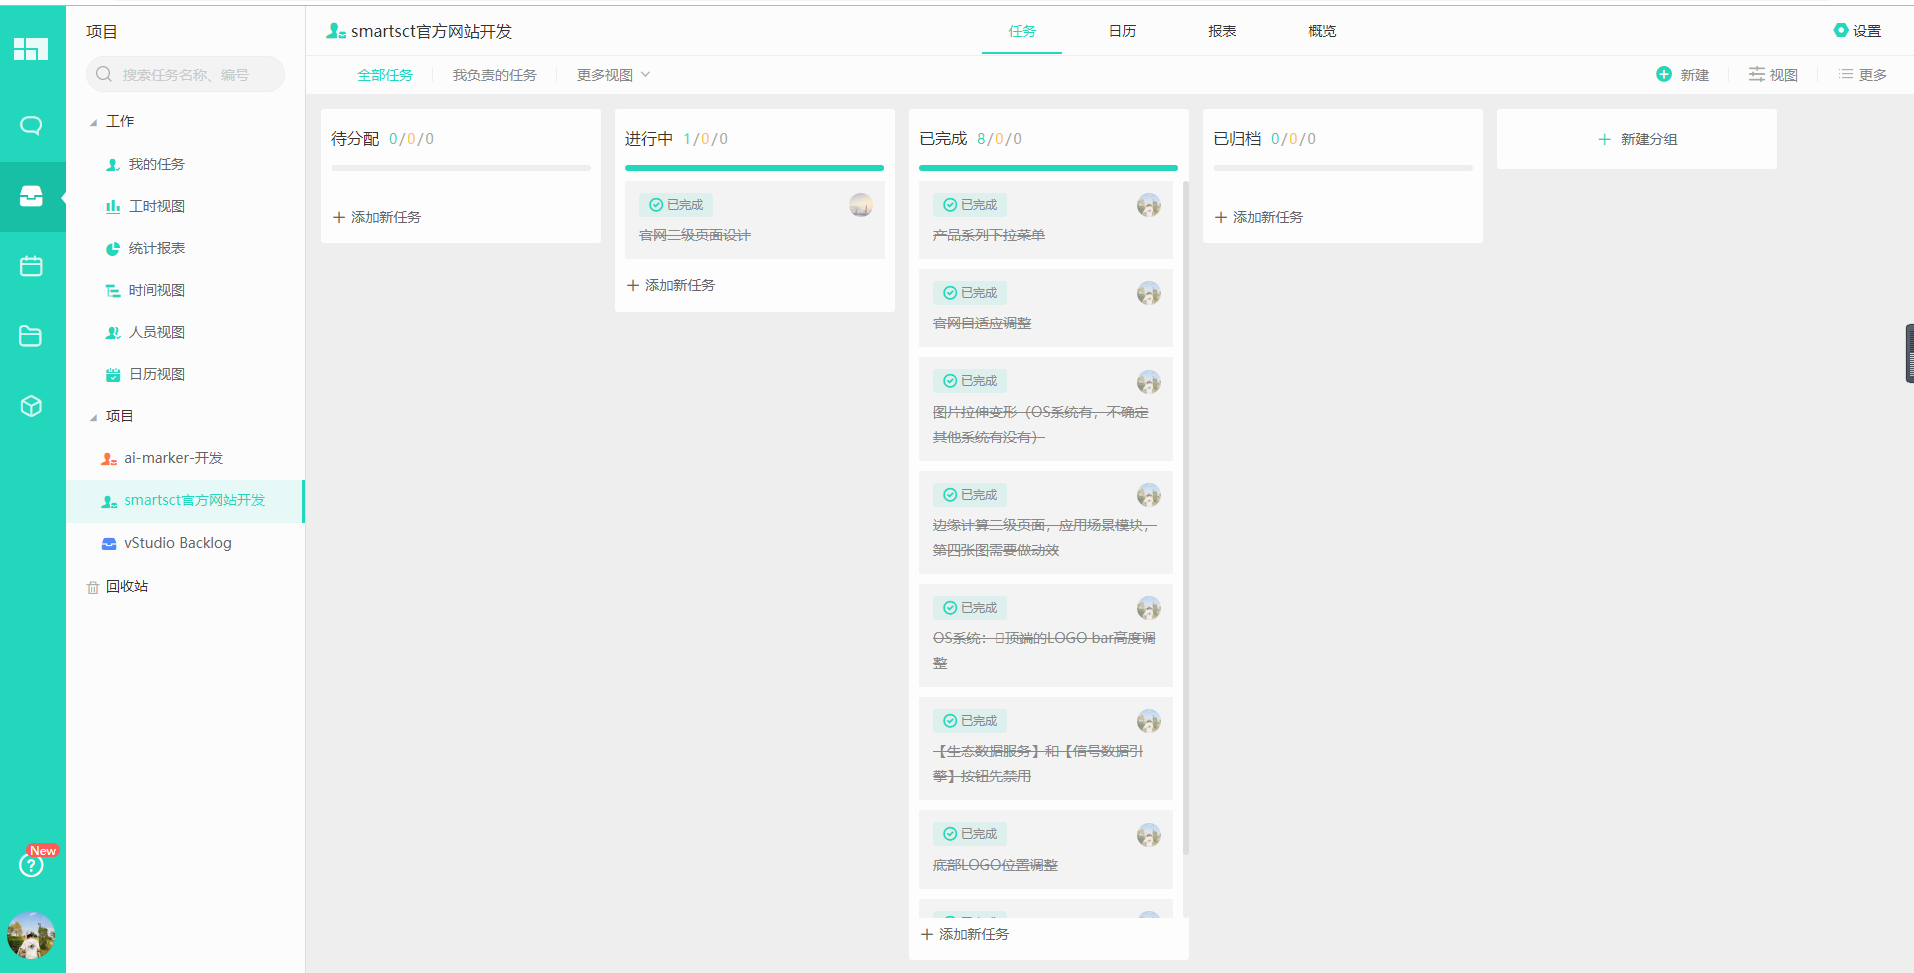 项目
搜索任务名称、编号
工作
我的任务
工时视图
统计报表
时间视图
人员视图
日历视图
项目
ai-marker-开发
smartsct官方网站开发
vStudio Backlog
回收站
New
smartsct官方网站开发
任务
日历
报表
概览
设置
全部任务
我负责的任务
更多视图
新建
视图
更多
待分配 0/0/0
添加新任务
进行中 1/0/0
已完成
官网二级页面设计
添加新任务
已完成 8/0/0
已完成
产品系列下拉菜单
已完成
官网自适应调整
已完成
图片拉伸变形（OS系统有，不确定
其他系统有没有）
已完成
边缘计算二级页面，应用场景模块，
第四张图需要做动效
已完成
OS系统：顶端的LOGO bar高度调
整
已完成
【生态数据服务】和【信号数据引
擎】按钮先禁用
已完成
底部LOGO位置调整
添加新任务
已归档 0/0/0
添加新任务
新建分组